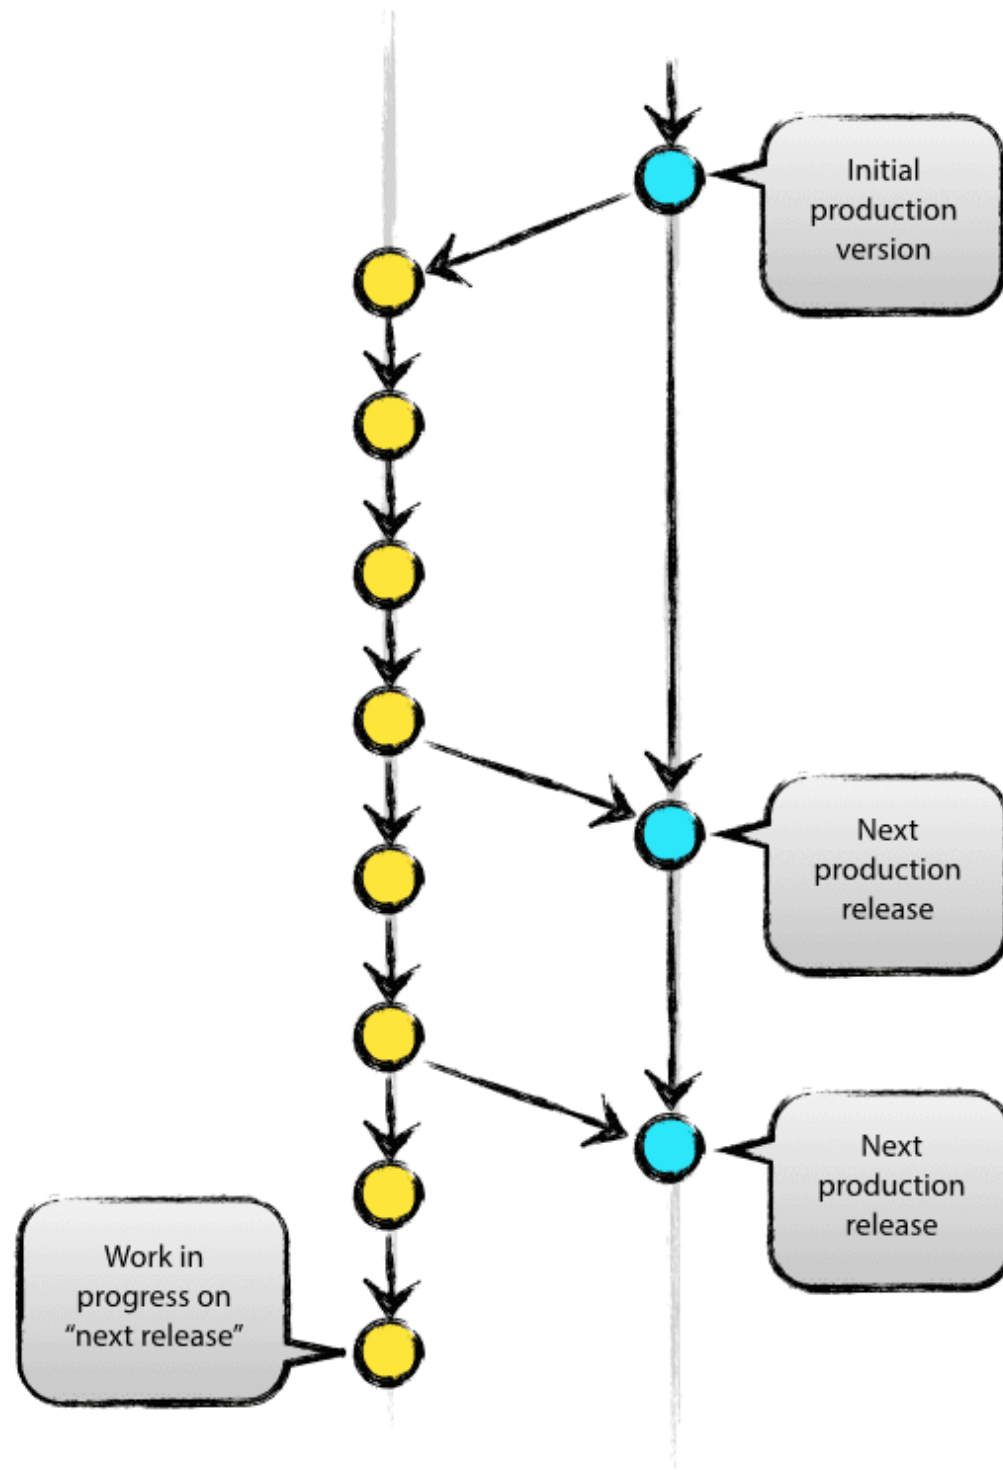 Initial
production
version
Next
production
release
Next
production
release
Work in
progress on
“next release”